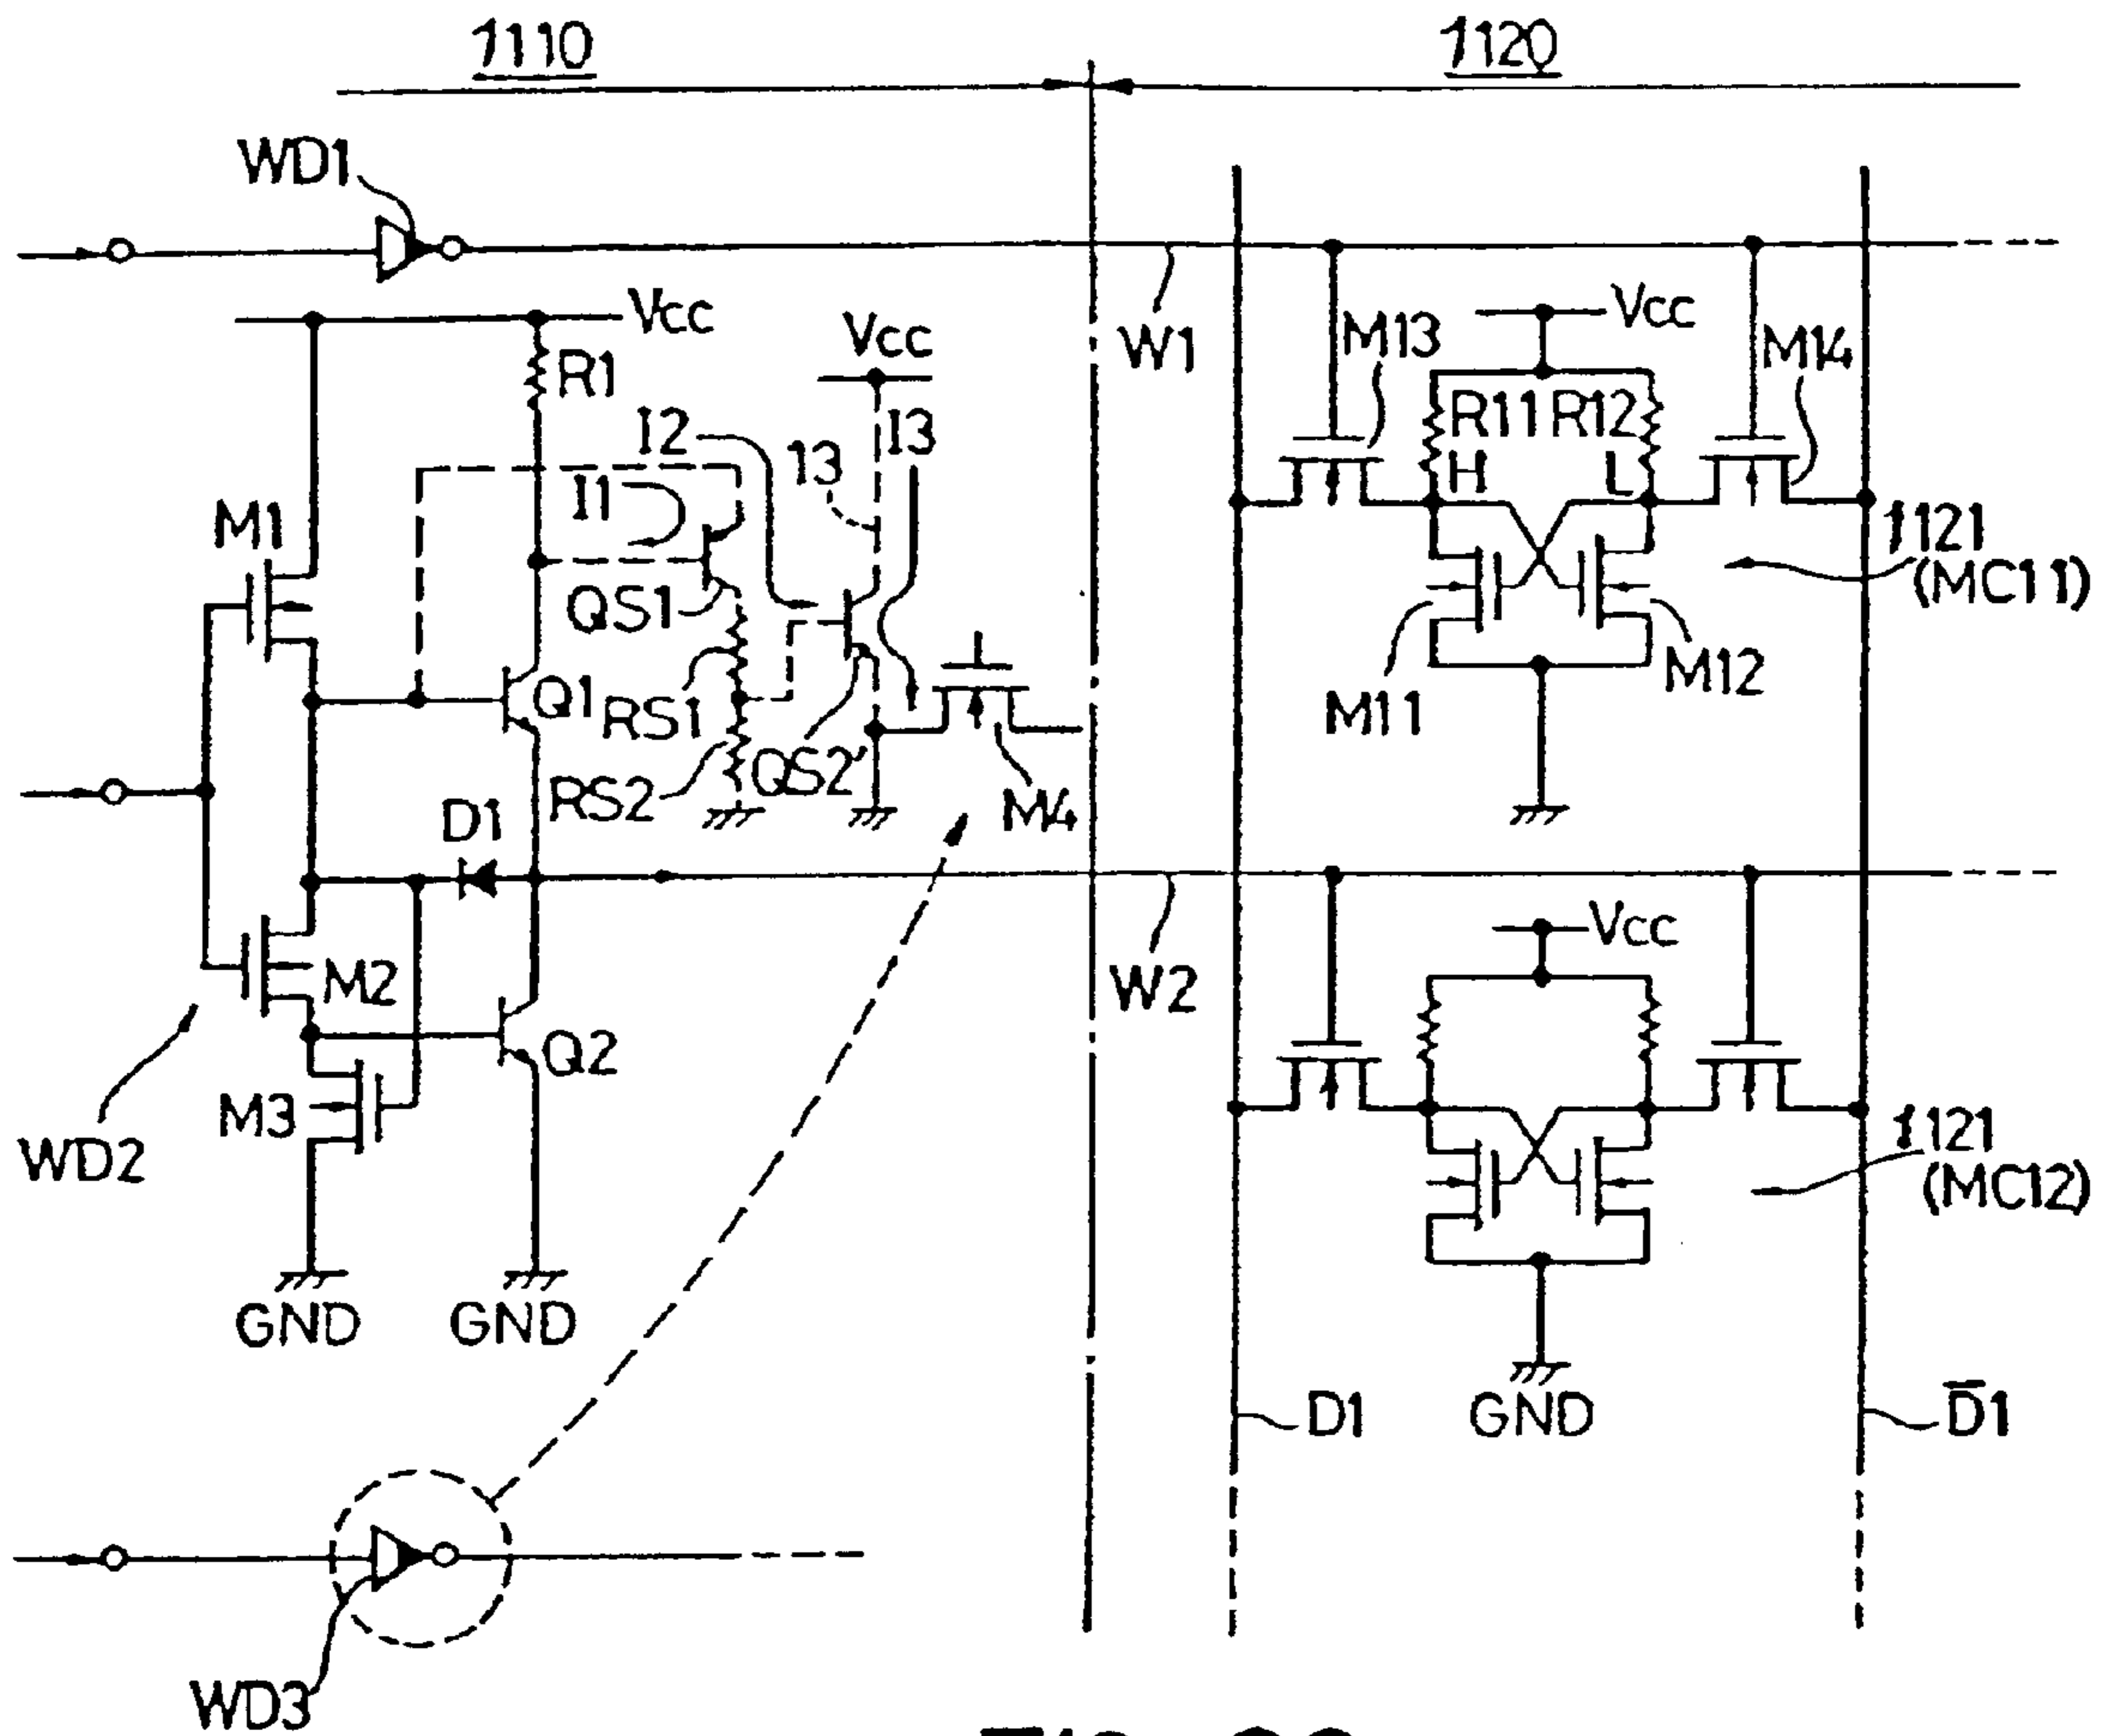 1110
1120
WD1
Vcc
Vcc
W1
M13
Vcc
M14
R1
I2
13
I3
R11
R12
I1
H
L
M1
1121
(MC11)
QS1
Q1
RS1
M11
M12
RS2
QS2'
M4
D1
Vcc
M2
W2
Q2
M3
WD2
1121
(MC12)
GND
GND
D1
GND
D̅1
WD3